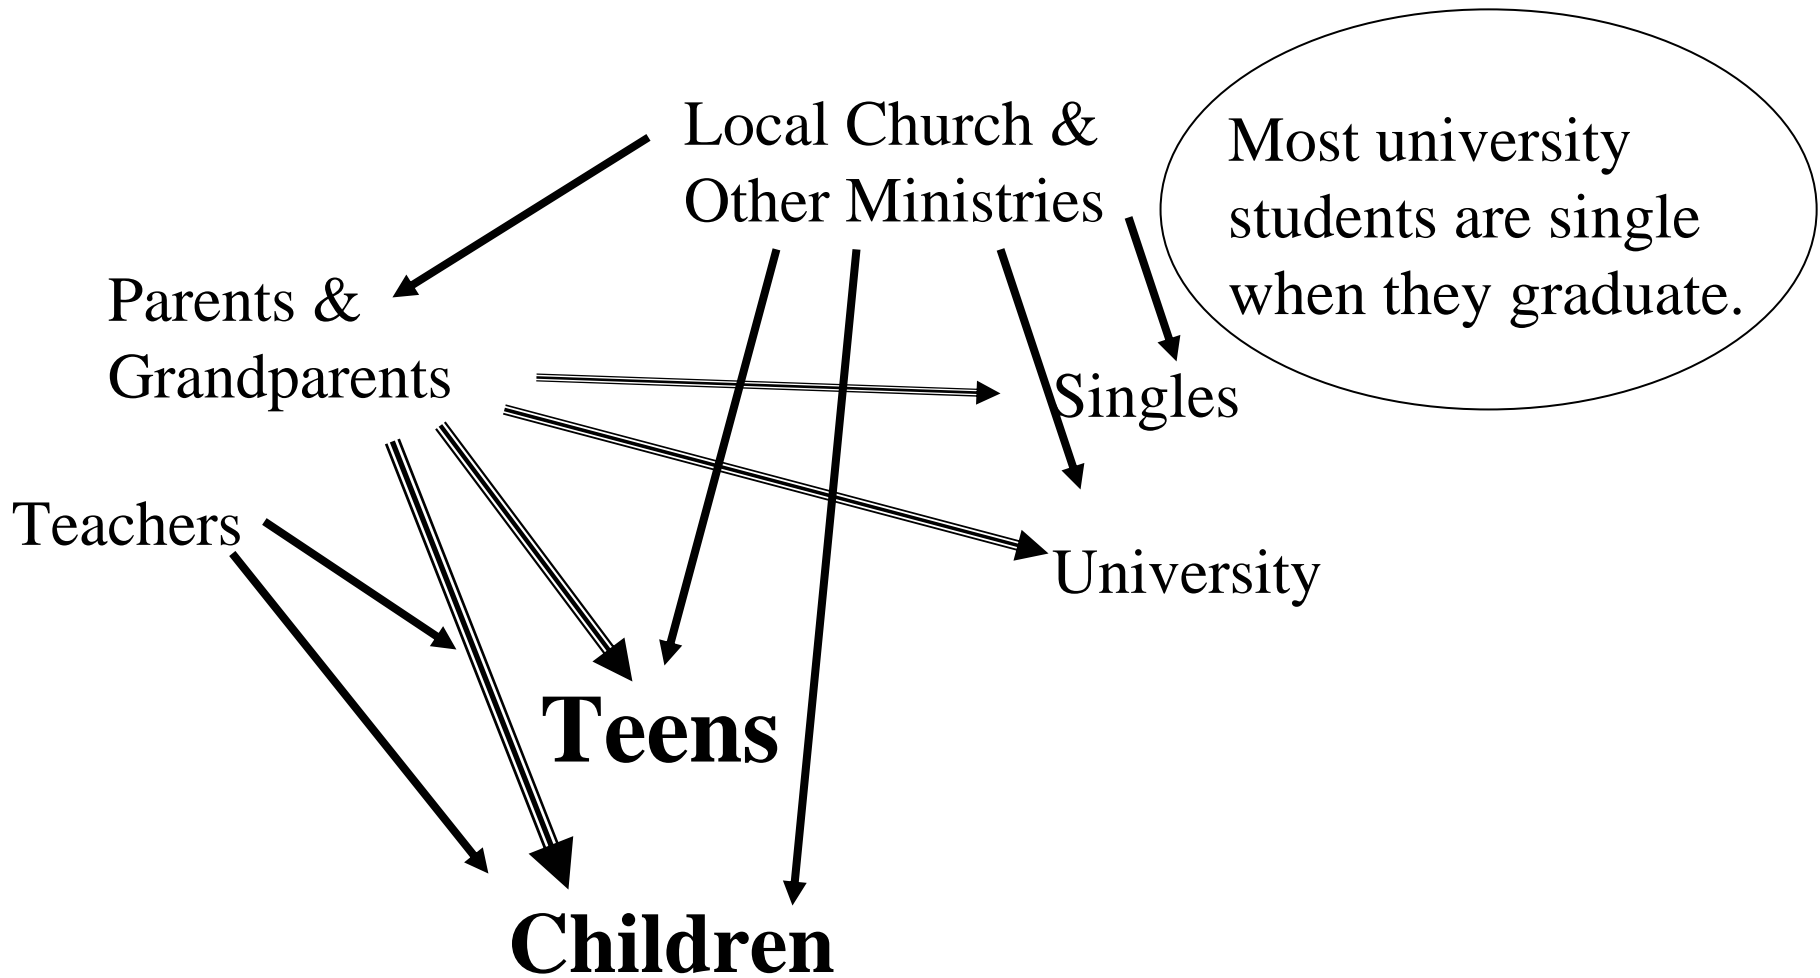 Local Church &
Other Ministries
Most university
students are single
when they graduate.
Parents &
Grandparents
Singles
Teachers
University
Teens
Children